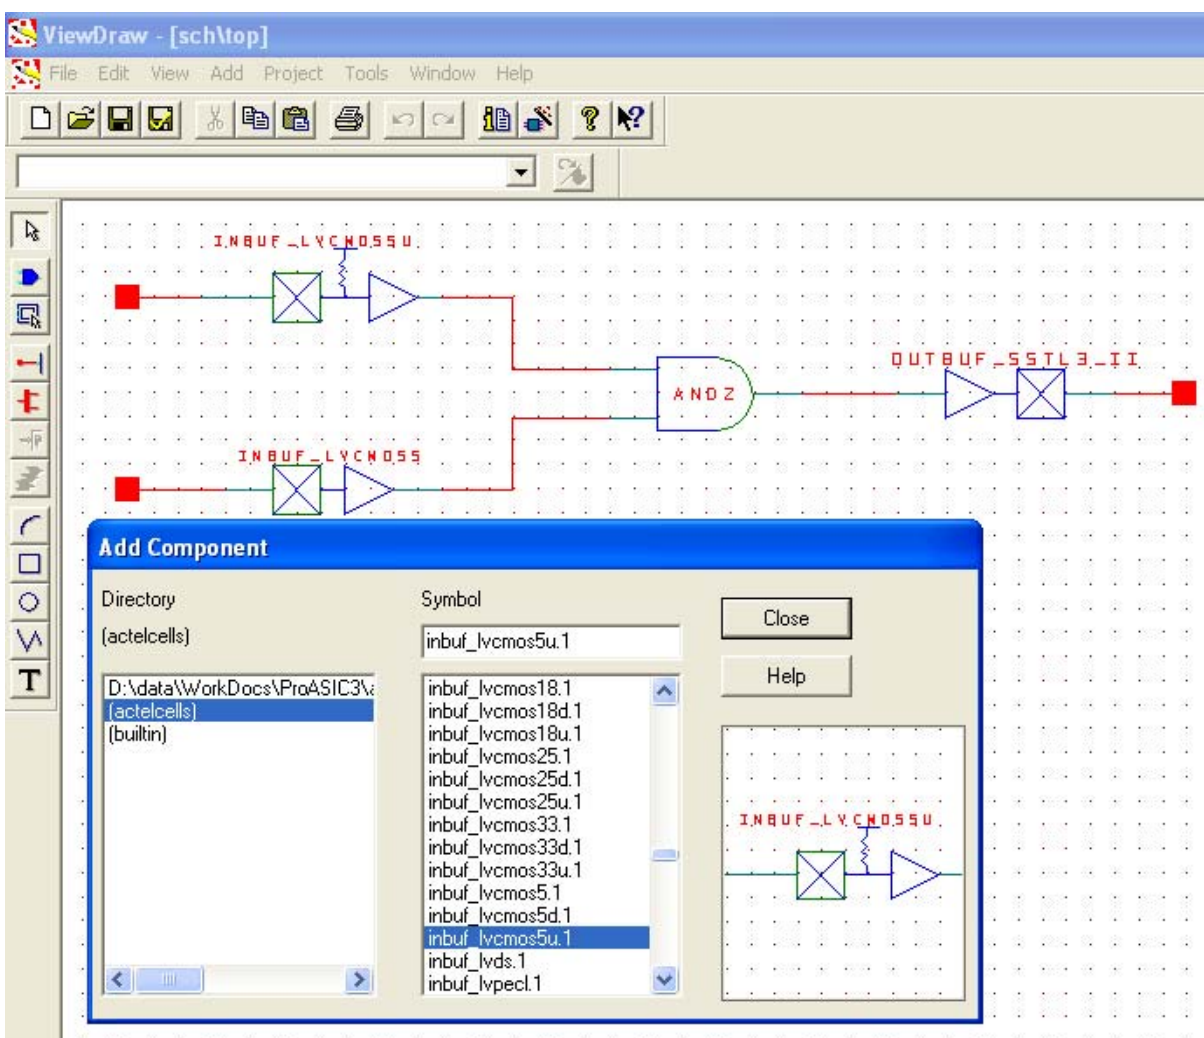 ViewDraw - [sch\top]
File Edit View Add Project Tools Window Help
INBUF_LVCMOS5U
OUTBUF_SSTL3_II
AND2
INBUF_LVCMOS5
Add Component
Directory
Symbol
Close
(actelcells)
inbuf_lvcmos5u.1
Help
D:\data\WorkDocs\ProASIC3\a
(actelcells)
(builtin)
inbuf_lvcmos18.1
inbuf_lvcmos18d.1
inbuf_lvcmos18u.1
inbuf_lvcmos25.1
inbuf_lvcmos25d.1
inbuf_lvcmos25u.1
inbuf_lvcmos33.1
inbuf_lvcmos33d.1
inbuf_lvcmos33u.1
inbuf_lvcmos5.1
inbuf_lvcmos5d.1
inbuf_lvcmos5u.1
inbuf_lvds.1
inbuf_lvpecl.1
INBUF_LVCMOS5U
T